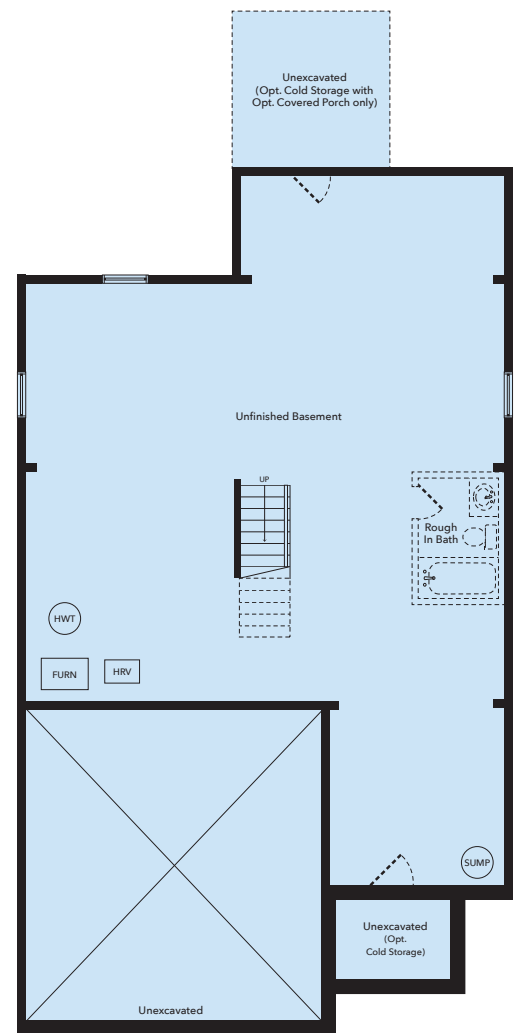 Unexcavated
(Opt. Cold Storage with
Opt. Covered Porch only)
Unfinished Basement
UP
Rough
In Bath
HWT
FURN
HRV
SUMP
Unexcavated
(Opt.
Cold Storage)
Unexcavated